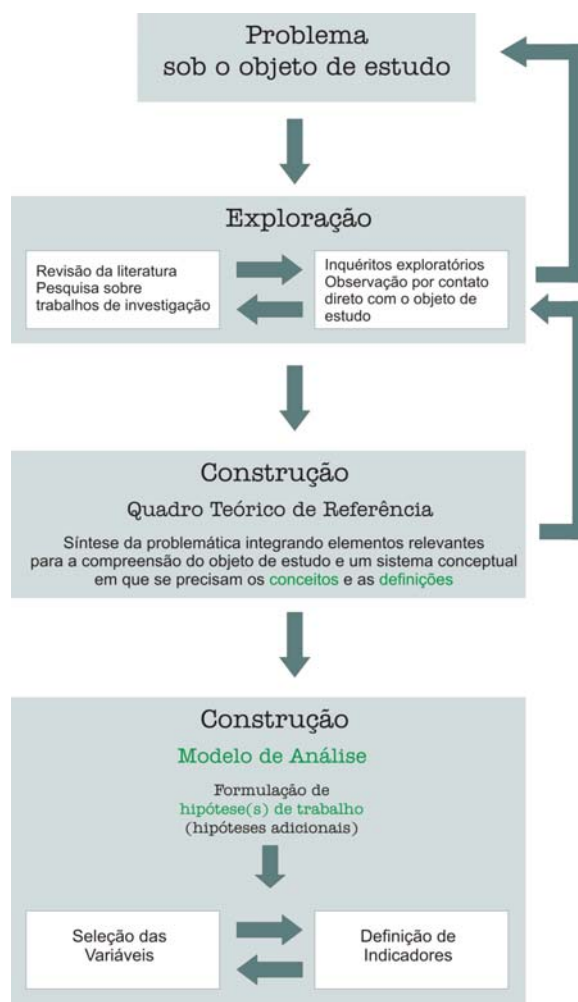 Problema
sob o objeto de estudo
Exploração
Revisão da literatura
Pesquisa sobre
trabalhos de investigação
Inquéritos exploratórios
Observação por contato
direto com o objeto de
estudo
Construção
Quadro Teórico de Referência
Síntese da problemática integrando elementos relevantes
para a compreensão do objeto de estudo e um sistema conceptual
em que se precisam os conceitos e as definições
Construção
Modelo de Análise
Formulação de
hipótese(s) de trabalho
(hipóteses adicionais)
Seleção das
Variáveis
Definição de
Indicadores